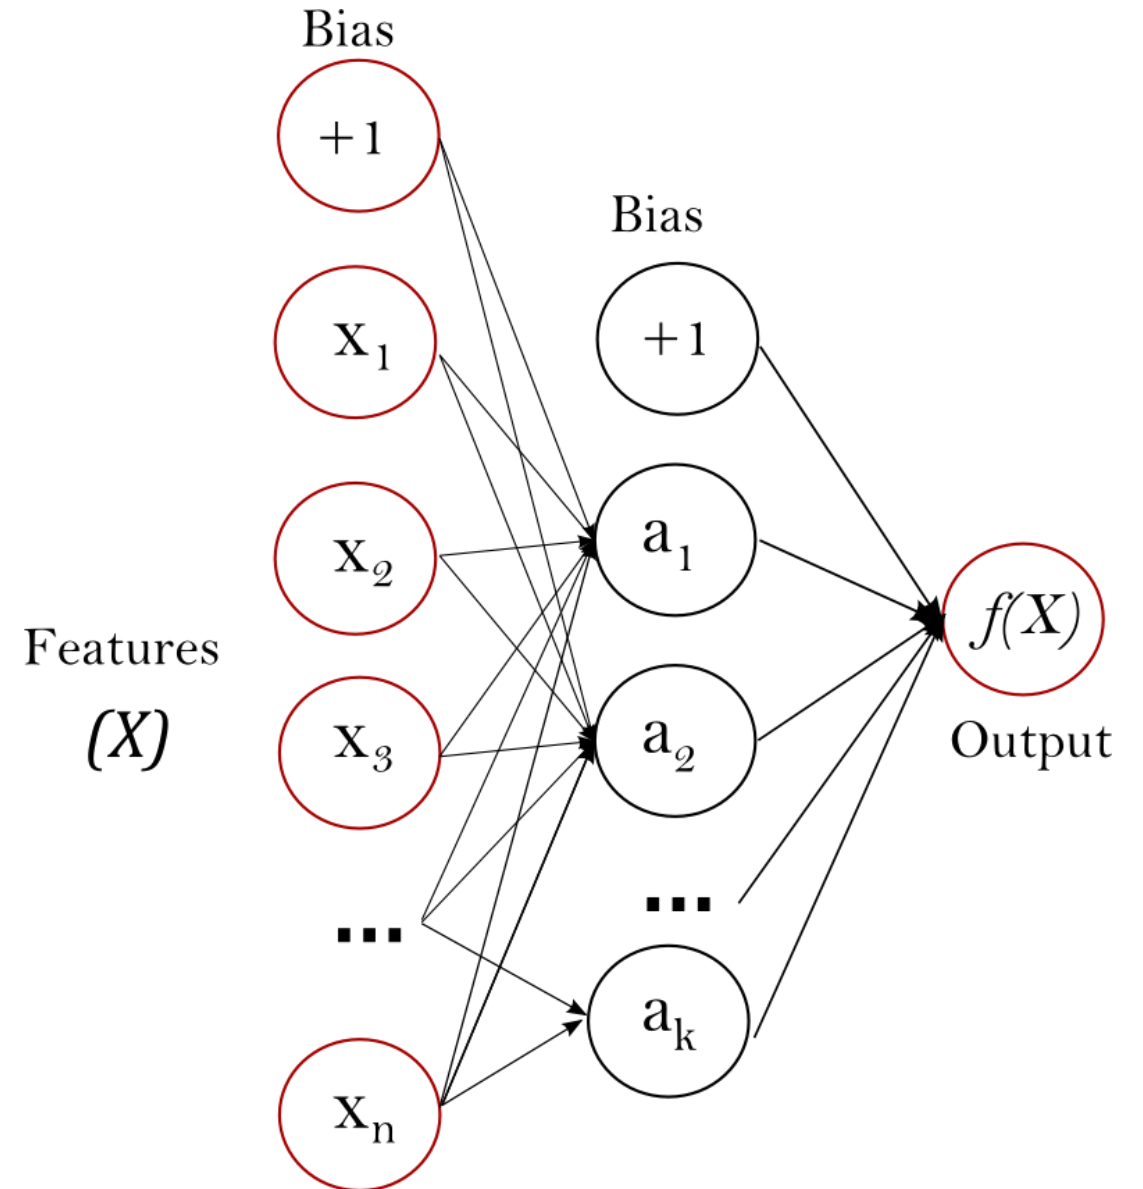 Bias
+1
x1
x2
x3
...
xn
Features
(X)
Bias
+1
a1
a2
...
ak
f(X)
Output